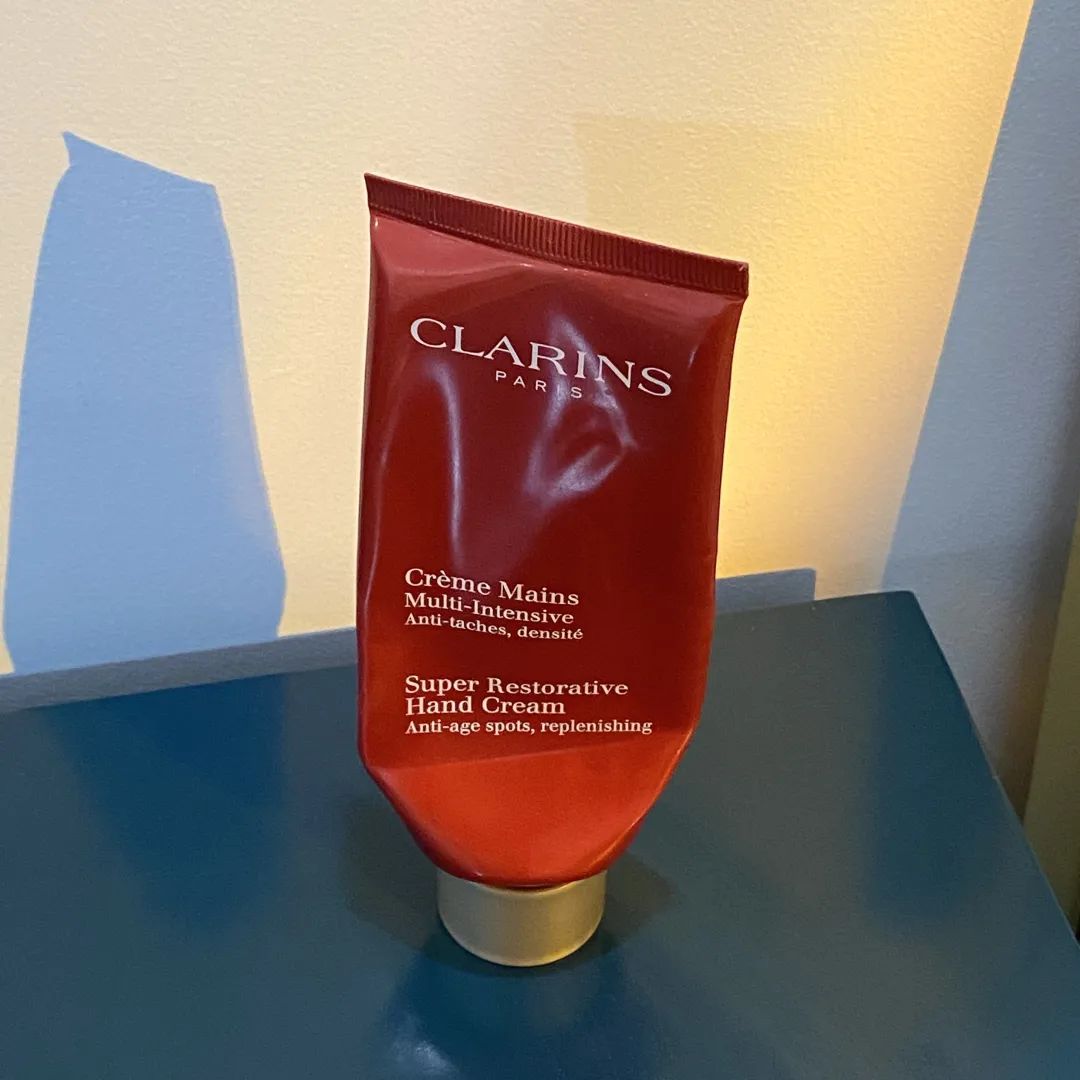 CLARINS
PARIS
Crème Mains
Multi-Intensive
Anti-taches, densité
Super Restorative
Hand Cream
Anti-age spots, replenishing